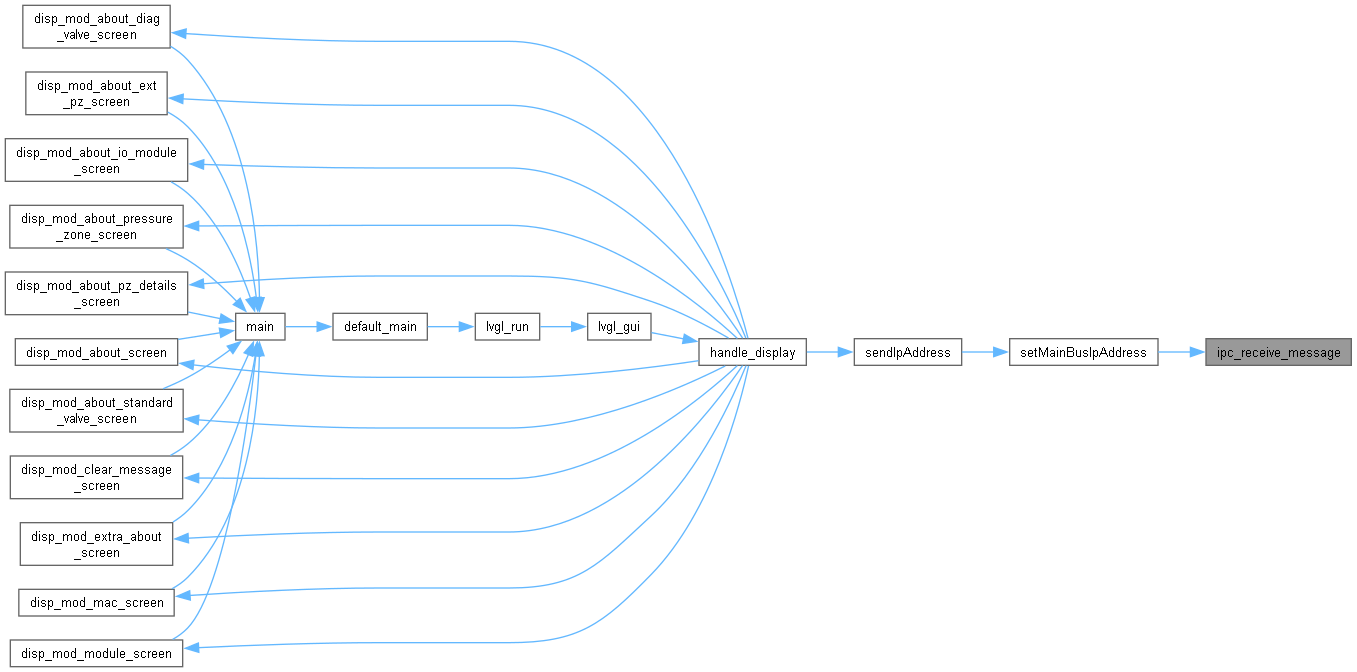 disp_mod_about_diag
_valve_screen
disp_mod_about_ext
_pz_screen
disp_mod_about_io_module
_screen
disp_mod_about_pressure
_zone_screen
disp_mod_about_pz_details
_screen
disp_mod_about_screen
disp_mod_about_standard
_valve_screen
disp_mod_clear_message
_screen
disp_mod_extra_about
_screen
disp_mod_mac_screen
disp_mod_module_screen
main
default_main
lvgl_run
lvgl_gui
handle_display
sendIpAddress
setMainBusIpAddress
ipc_receive_message